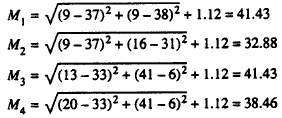 M₁ = √(9 − 37)² + (9 − 38)² + 1.12 = 41.43
M₂ = √(9 − 37)² + (16 − 31)² + 1.12 = 32.88
M₃ = √(13 − 33)² + (41 − 6)² + 1.12 = 41.43
M₄ = √(20 − 33)² + (41 − 6)² + 1.12 = 38.46